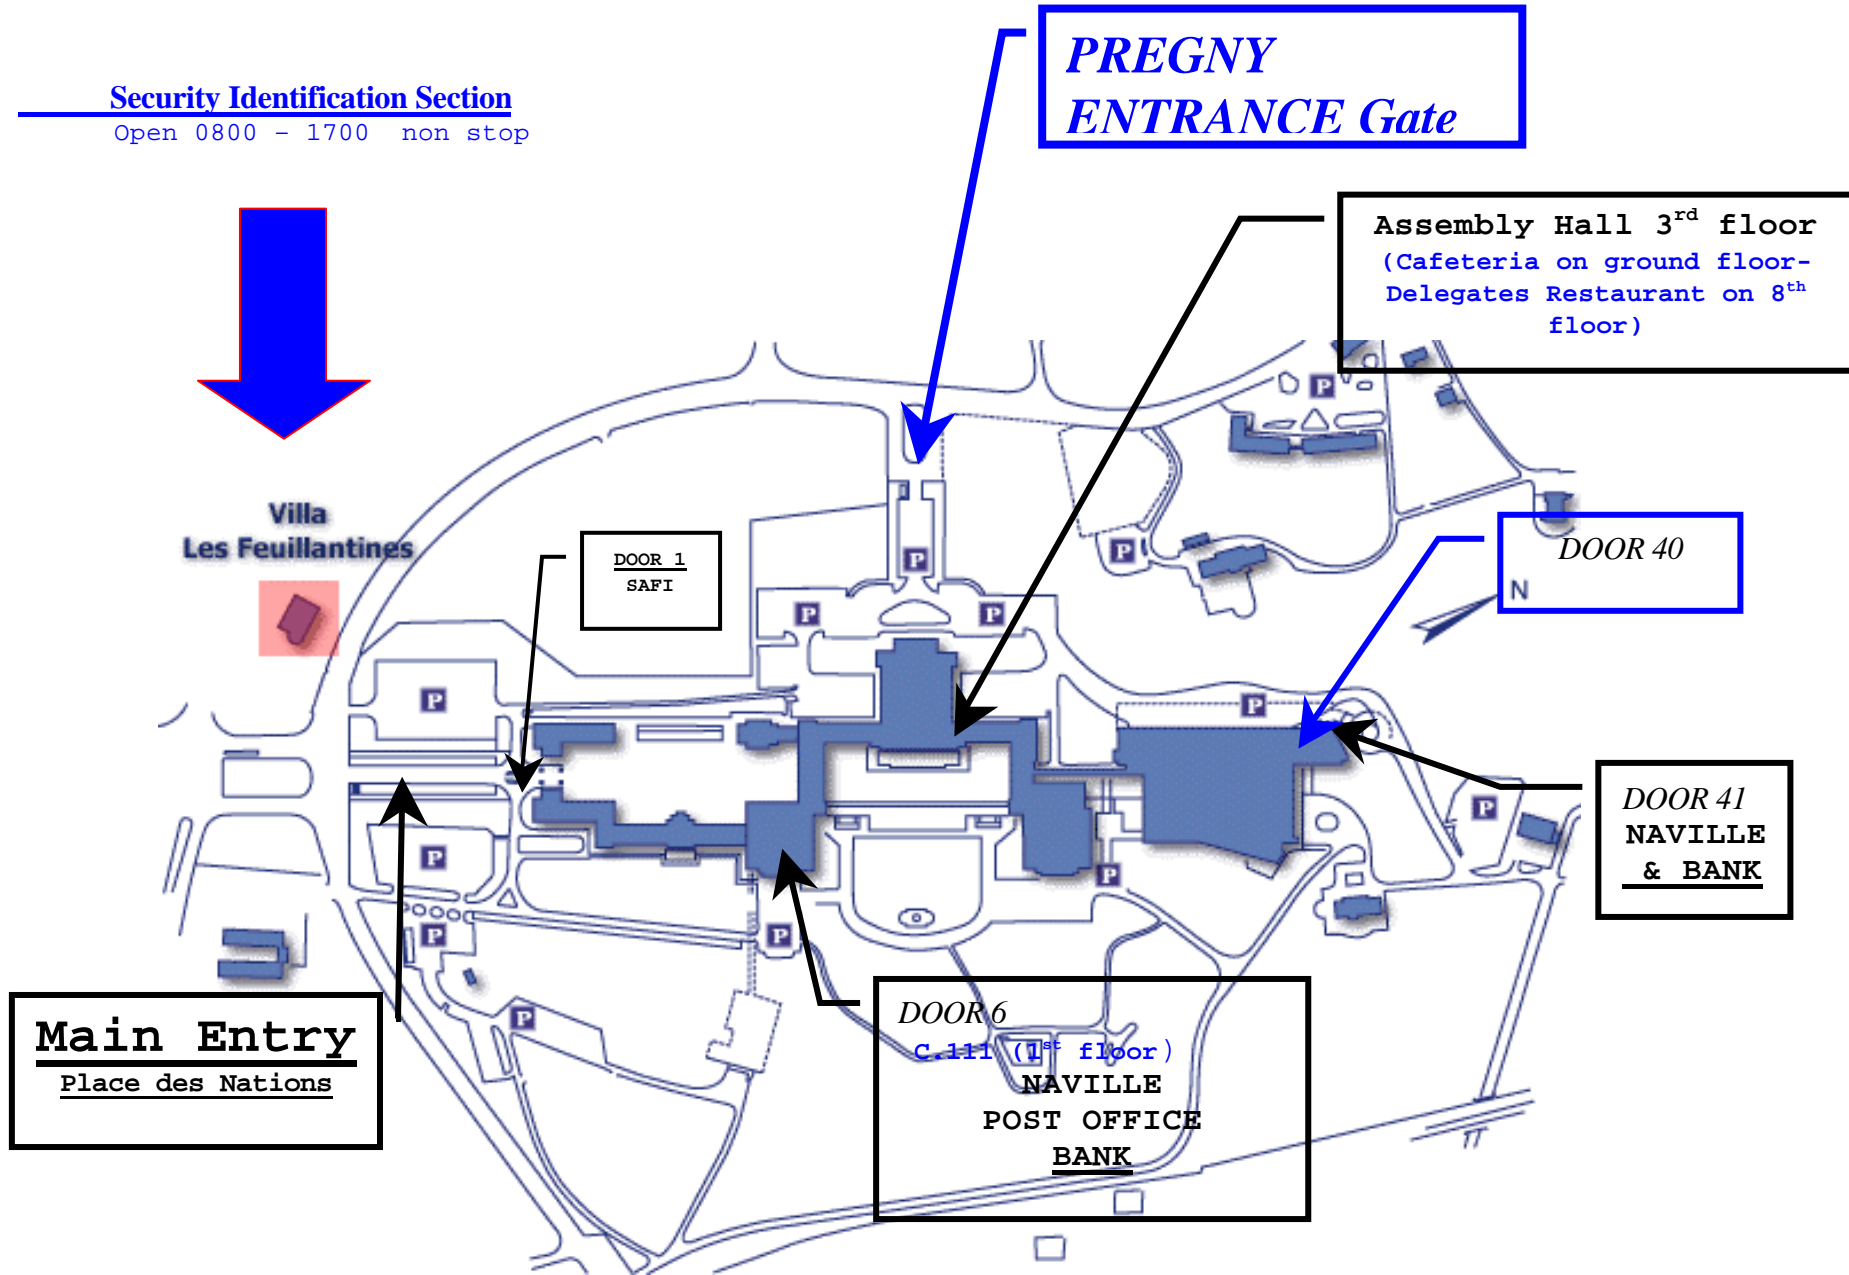 PREGNY
ENTRANCE Gate
Security Identification Section
Open 0800 – 1700 non stop
Assembly Hall 3rd floor
(Cafeteria on ground floor-
Delegates Restaurant on 8th
floor)
P
Villa
Les Feuillantines
DOOR 1
SAFI
P
P
DOOR 40
N
P
P
P
P
DOOR 41
NAVILLE
& BANK
P
P
P
P
P
Main Entry
Place des Nations
P
DOOR 6
C.111 (1st floor)
NAVILLE
POST OFFICE
BANK